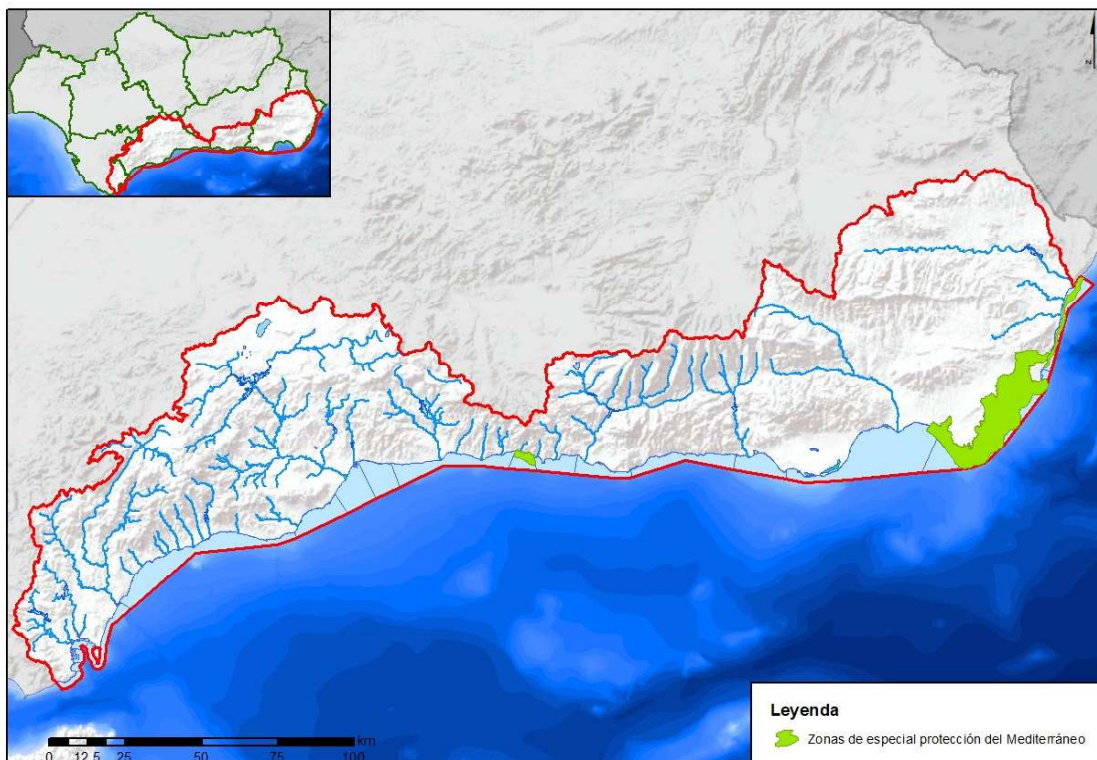 N
Leyenda
Zonas de especial protección del Mediterráneo
km
0 12,5 25 50 75 100